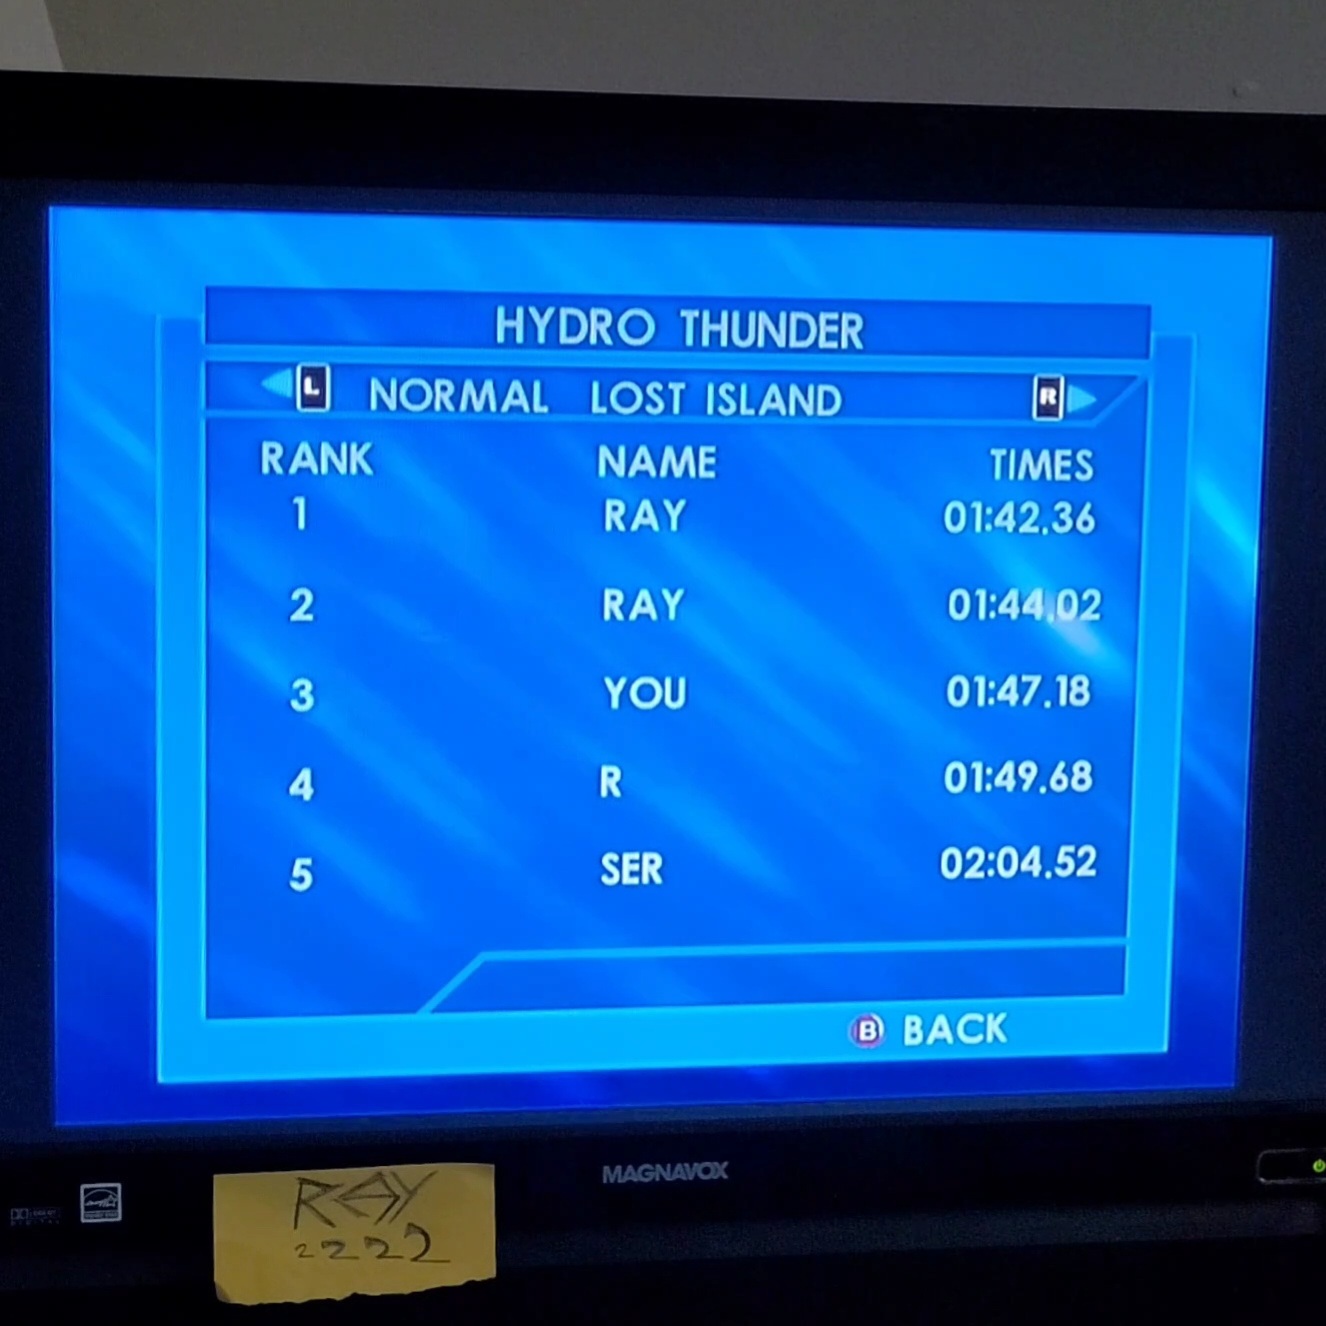 HYDRO THUNDER
L NORMAL LOST ISLAND R
RANK NAME TIMES
1 RAY 01:42.36
2 RAY 01:44.02
3 YOU 01:47.18
4 R 01:49.68
5 SER 02:04.52
B BACK
MAGNAVOX
RAY
2222